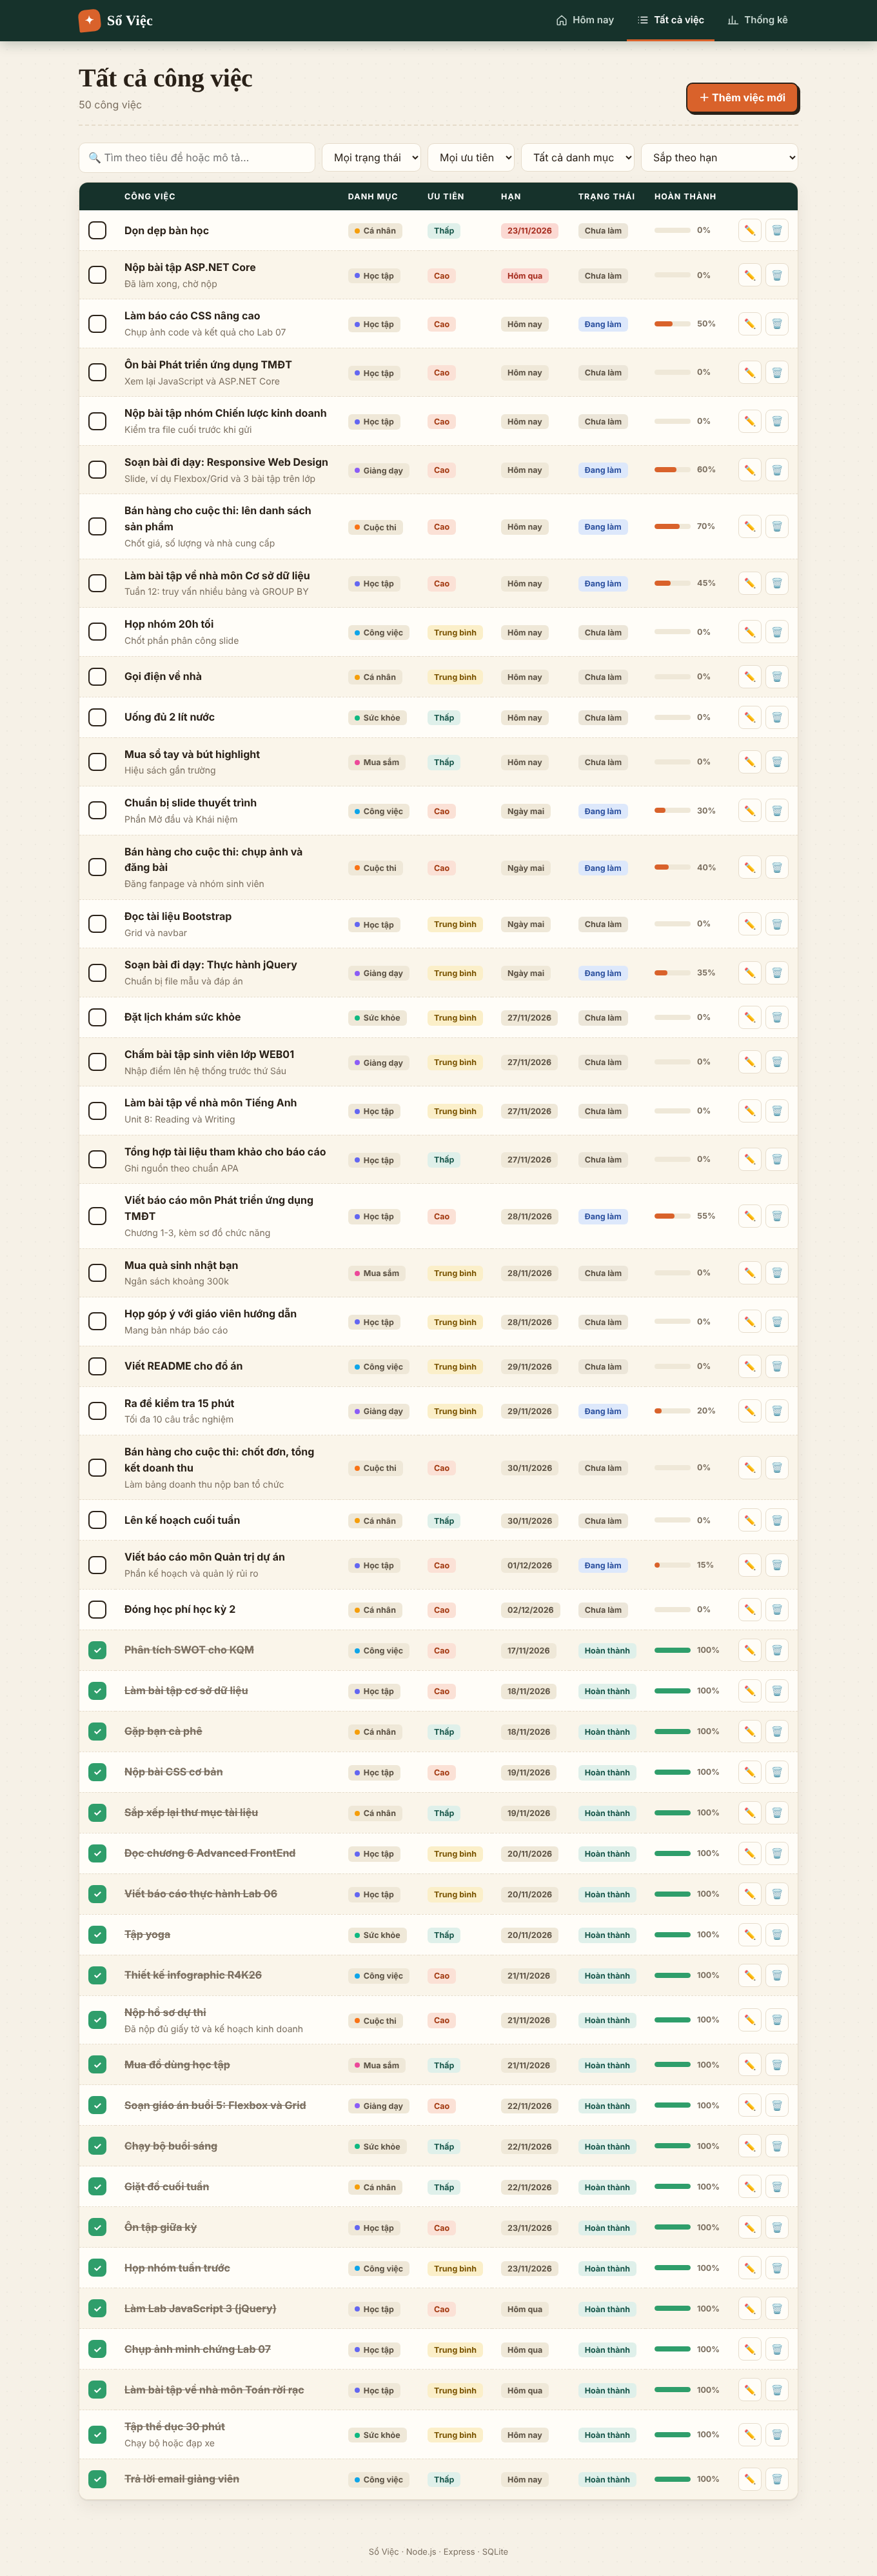 Sổ Việc
Hôm nay
Tất cả việc
Thống kê
Tất cả công việc
50 công việc
+ Thêm việc mới
Tìm theo tiêu đề hoặc mô tả...
Mọi trạng thái
Mọi ưu tiên
Tất cả danh mục
Sắp theo hạn
CÔNG VIỆC DANH MỤC ƯU TIÊN HẠN TRẠNG THÁI HOÀN THÀNH
Dọn dẹp bàn học Cá nhân Thấp 23/11/2026 Chưa làm 0%
Nộp bài tập ASP.NET Core Học tập Cao Hôm qua Chưa làm 0%
Đã làm xong, chờ nộp
Làm báo cáo CSS nâng cao Học tập Cao Hôm nay Đang làm 50%
Chụp ảnh code và kết quả cho Lab 07
Ôn bài Phát triển ứng dụng TMĐT Học tập Cao Hôm nay Chưa làm 0%
Xem lại JavaScript và ASP.NET Core
Nộp bài tập nhóm Chiến lược kinh doanh Học tập Cao Hôm nay Chưa làm 0%
Kiểm tra file cuối trước khi gửi
Soạn bài đi dạy: Responsive Web Design Giảng dạy Cao Hôm nay Đang làm 60%
Slide, ví dụ Flexbox/Grid và 3 bài tập trên lớp
Bán hàng cho cuộc thi: lên danh sách
sản phẩm Cuộc thi Cao Hôm nay Đang làm 70%
Chốt giá, số lượng và nhà cung cấp
Làm bài tập về nhà môn Cơ sở dữ liệu Học tập Cao Hôm nay Đang làm 45%
Tuần 12: truy vấn nhiều bảng và GROUP BY
Họp nhóm 20h tối Công việc Trung bình Hôm nay Chưa làm 0%
Chốt phần phân công slide
Gọi điện về nhà Cá nhân Trung bình Hôm nay Chưa làm 0%
Uống đủ 2 lít nước Sức khỏe Thấp Hôm nay Chưa làm 0%
Mua sổ tay và bút highlight Mua sắm Thấp Hôm nay Chưa làm 0%
Hiệu sách gần trường
Chuẩn bị slide thuyết trình Công việc Cao Ngày mai Đang làm 30%
Phần Mở đầu và Khái niệm
Bán hàng cho cuộc thi: chụp ảnh và
đăng bài Cuộc thi Cao Ngày mai Đang làm 40%
Đăng fanpage và nhóm sinh viên
Đọc tài liệu Bootstrap Học tập Trung bình Ngày mai Chưa làm 0%
Grid và navbar
Soạn bài đi dạy: Thực hành jQuery Giảng dạy Trung bình Ngày mai Đang làm 35%
Chuẩn bị file mẫu và đáp án
Đặt lịch khám sức khỏe Sức khỏe Trung bình 27/11/2026 Chưa làm 0%
Chấm bài tập sinh viên lớp WEB01 Giảng dạy Trung bình 27/11/2026 Chưa làm 0%
Nhập điểm lên hệ thống trước thứ Sáu
Làm bài tập về nhà môn Tiếng Anh Học tập Trung bình 27/11/2026 Chưa làm 0%
Unit 8: Reading và Writing
Tổng hợp tài liệu tham khảo cho báo cáo Học tập Thấp 27/11/2026 Chưa làm 0%
Ghi nguồn theo chuẩn APA
Viết báo cáo môn Phát triển ứng dụng
TMĐT Học tập Cao 28/11/2026 Đang làm 55%
Chương 1-3, kèm sơ đồ chức năng
Mua quà sinh nhật bạn Mua sắm Trung bình 28/11/2026 Chưa làm 0%
Ngân sách khoảng 300k
Họp góp ý với giáo viên hướng dẫn Học tập Trung bình 28/11/2026 Chưa làm 0%
Mang bản nháp báo cáo
Viết README cho đồ án Công việc Trung bình 29/11/2026 Chưa làm 0%
Ra đề kiểm tra 15 phút Giảng dạy Trung bình 29/11/2026 Đang làm 20%
Tối đa 10 câu trắc nghiệm
Bán hàng cho cuộc thi: chốt đơn, tổng
kết doanh thu Cuộc thi Cao 30/11/2026 Chưa làm 0%
Làm bảng doanh thu nộp ban tổ chức
Lên kế hoạch cuối tuần Cá nhân Thấp 30/11/2026 Chưa làm 0%
Viết báo cáo môn Quản trị dự án Học tập Cao 01/12/2026 Đang làm 15%
Phần kế hoạch và quản lý rủi ro
Đóng học phí học kỳ 2 Cá nhân Cao 02/12/2026 Chưa làm 0%
Phân tích SWOT cho KQM Công việc Cao 17/11/2026 Hoàn thành 100%
Làm bài tập cơ sở dữ liệu Học tập Cao 18/11/2026 Hoàn thành 100%
Gặp bạn cà phê Cá nhân Thấp 18/11/2026 Hoàn thành 100%
Nộp bài CSS cơ bản Học tập Cao 19/11/2026 Hoàn thành 100%
Sắp xếp lại thư mục tài liệu Cá nhân Thấp 19/11/2026 Hoàn thành 100%
Đọc chương 6 Advanced FrontEnd Học tập Trung bình 20/11/2026 Hoàn thành 100%
Viết báo cáo thực hành Lab 06 Học tập Trung bình 20/11/2026 Hoàn thành 100%
Tập yoga Sức khỏe Thấp 20/11/2026 Hoàn thành 100%
Thiết kế infographic R4K26 Công việc Cao 21/11/2026 Hoàn thành 100%
Nộp hồ sơ dự thi Cuộc thi Cao 21/11/2026 Hoàn thành 100%
Đã nộp đủ giấy tờ và kế hoạch kinh doanh
Mua đồ dùng học tập Mua sắm Thấp 21/11/2026 Hoàn thành 100%
Soạn giáo án buổi 5: Flexbox và Grid Giảng dạy Cao 22/11/2026 Hoàn thành 100%
Chạy bộ buổi sáng Sức khỏe Thấp 22/11/2026 Hoàn thành 100%
Giặt đồ cuối tuần Cá nhân Thấp 22/11/2026 Hoàn thành 100%
Ôn tập giữa kỳ Học tập Cao 23/11/2026 Hoàn thành 100%
Họp nhóm tuần trước Công việc Trung bình 23/11/2026 Hoàn thành 100%
Làm Lab JavaScript 3 (jQuery) Học tập Cao Hôm qua Hoàn thành 100%
Chụp ảnh minh chứng Lab 07 Học tập Trung bình Hôm qua Hoàn thành 100%
Làm bài tập về nhà môn Toán rời rạc Học tập Trung bình Hôm qua Hoàn thành 100%
Tập thể dục 30 phút Sức khỏe Trung bình Hôm nay Hoàn thành 100%
Chạy bộ hoặc đạp xe
Trả lời email giảng viên Công việc Thấp Hôm nay Hoàn thành 100%
Sổ Việc · Node.js · Express · SQLite